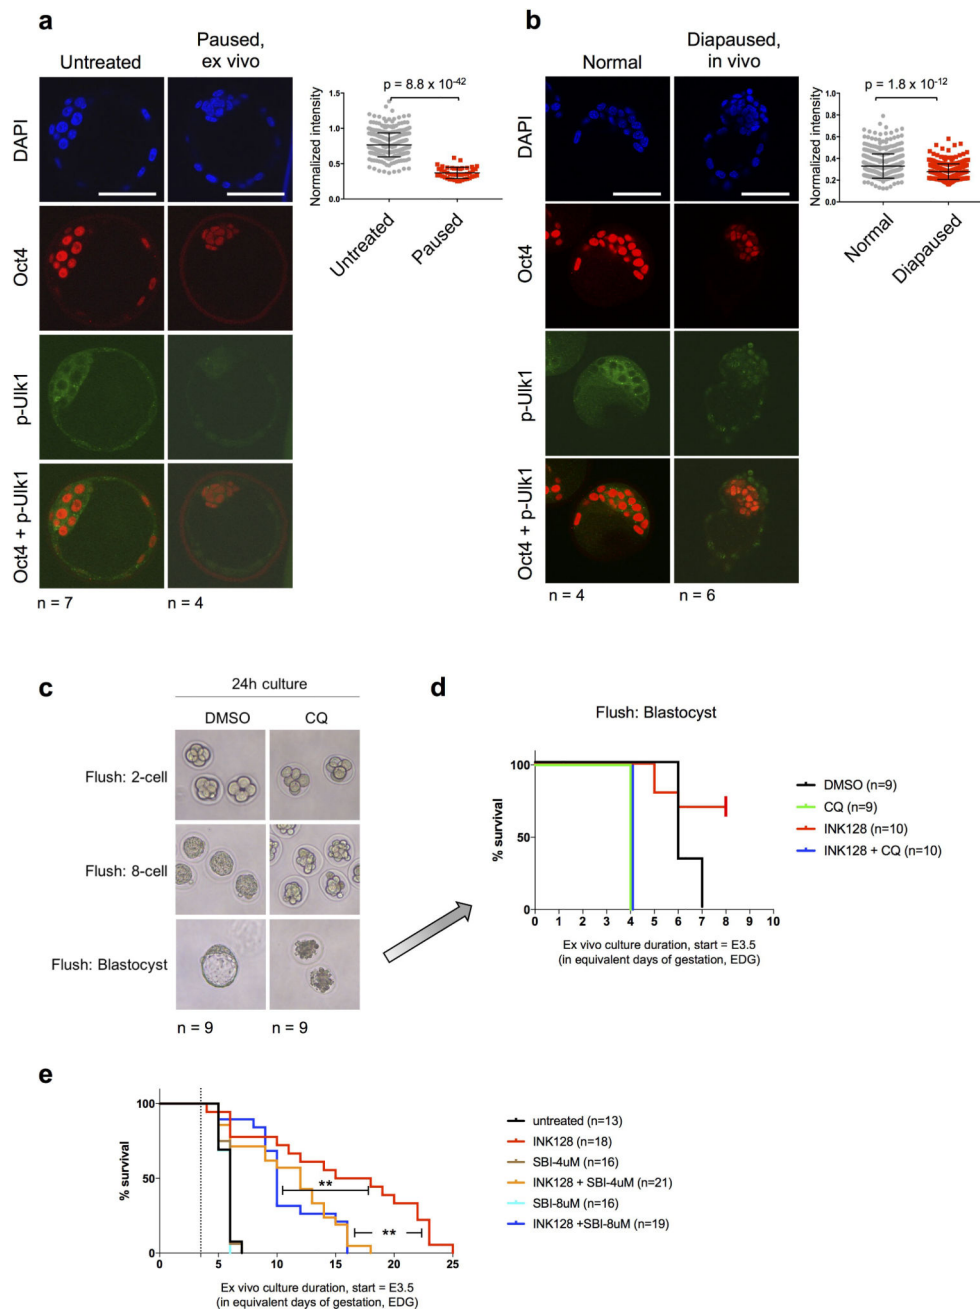 a
Untreated
Paused,
ex vivo
DAPI
Oct4
p-Ulk1
Oct4 + p-Ulk1
n = 7
n = 4
p = 8.8 x 10-42
Normalized intensity
1.5
1.0
0.5
0.0
Untreated
Paused
b
Normal
Diapaused,
in vivo
DAPI
Oct4
p-Ulk1
Oct4 + p-Ulk1
n = 4
n = 6
p = 1.8 x 10-12
Normalized intensity
1.0
0.8
0.6
0.4
0.2
0.0
Normal
Diapaused
c
24h culture
DMSO
CQ
Flush: 2-cell
Flush: 8-cell
Flush: Blastocyst
n = 9
n = 9
d
Flush: Blastocyst
% survival
100
50
0
0 1 2 3 4 5 6 7 8 9 10
Ex vivo culture duration, start = E3.5
(in equivalent days of gestation, EDG)
DMSO (n=9)
CQ (n=9)
INK128 (n=10)
INK128 + CQ (n=10)
e
% survival
100
50
0
0 5 10 15 20 25
**
**
Ex vivo culture duration, start = E3.5
(in equivalent days of gestation, EDG)
untreated (n=13)
INK128 (n=18)
SBI-4uM (n=16)
INK128 + SBI-4uM (n=21)
SBI-8uM (n=16)
INK128 +SBI-8uM (n=19)